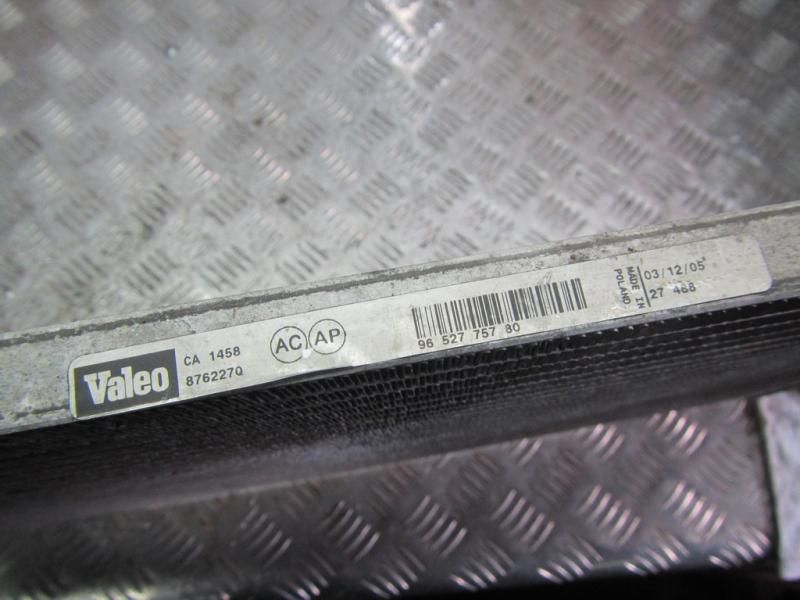 Valeo
CA 1458
876227Q
AC AP
96 527 757 80
MADE IN
POLAND
03/12/05
27 468